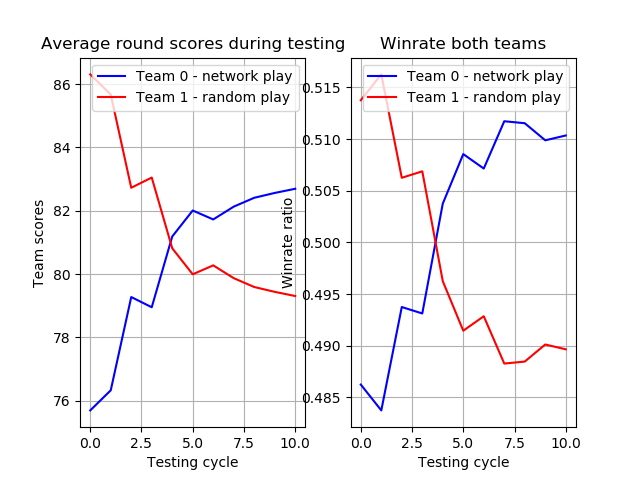 Average round scores during testing
Team 0 - network play
Team 1 - random play
86
84
82
80
78
76
Team scores
0.0 2.5 5.0 7.5 10.0
Testing cycle
Winrate both teams
Team 0 - network play
Team 1 - random play
0.515
0.510
0.505
0.500
0.495
0.490
0.485
Winrate ratio
0.0 2.5 5.0 7.5 10.0
Testing cycle